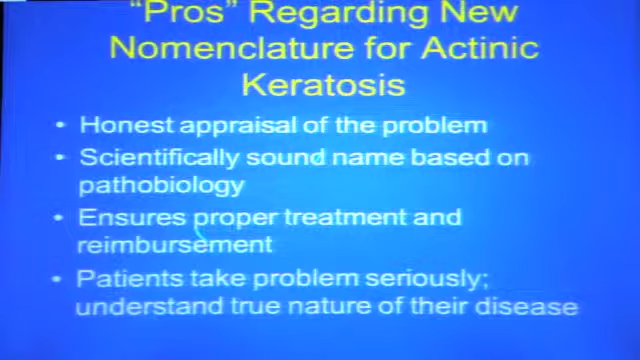 “Pros” Regarding New
Nomenclature for Actinic
Keratosis
• Honest appraisal of the problem
• Scientifically sound name based on
pathobiology
• Ensures proper treatment and
reimbursement
• Patients take problem seriously;
understand true nature of their disease